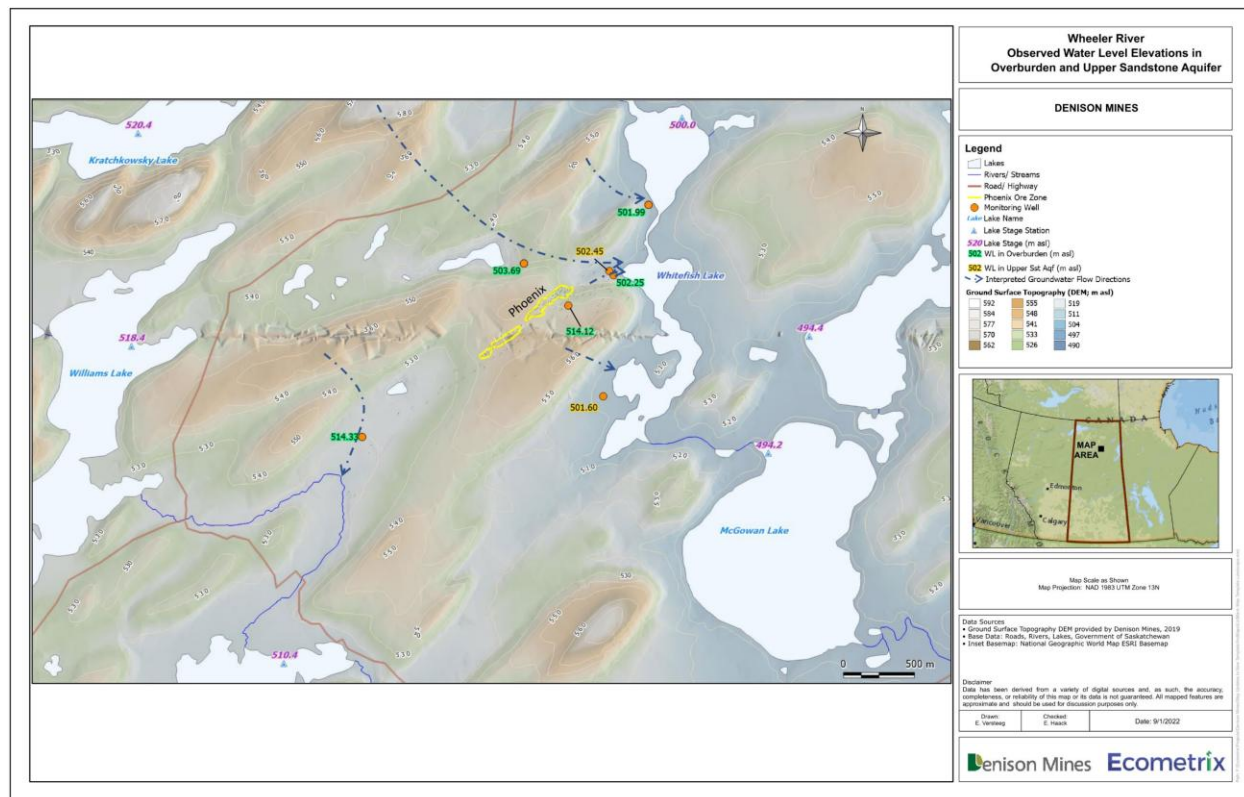 Wheeler River
Observed Water Level Elevations in
Overburden and Upper Sandstone Aquifer
DENISON MINES
Legend
Lakes
Rivers/ Streams
Road/ Highway
Phoenix Ore Zone
Monitoring Well
Lake Lake Name
Lake Stage Station
520 Lake Stage (m asl)
502 WL in Overburden (m asl)
502 WL in Upper Sst Aqf (m asl)
Interpreted Groundwater Flow Directions
Ground Surface Topography (DEM; m asl)
592 555 519
584 548 511
577 541 504
570 533 497
562 526 490
520.4
Kratchkowsky Lake
500.0
N
501.99
502.45
503.69
Whitefish Lake
502.25
Phoenix
514.12
494.4
518.4
Williams Lake
501.60
514.33
494.2
McGowan Lake
510.4
0 500 m
CANADA
MAP
AREA
Edmonton
Calgary
Vancouver
Map Scale as Shown
Map Projection: NAD 1983 UTM Zone 13N
Data Sources
• Ground Surface Topography DEM provided by Denison Mines, 2019
• Base Data: Roads, Rivers, Lakes, Government of Saskatchewan
• Inset Basemap: National Geographic World Map ESRI Basemap
Disclaimer
Data has been derived from a variety of digital sources and, as such, the accuracy,
completeness, or reliability of this map or its data is not guaranteed. All mapped features are
approximate and should be used for discussion purposes only.
Drawn:
E. Versteeg
Checked:
E. Haack
Date: 9/1/2022
Denison Mines
Ecometrix